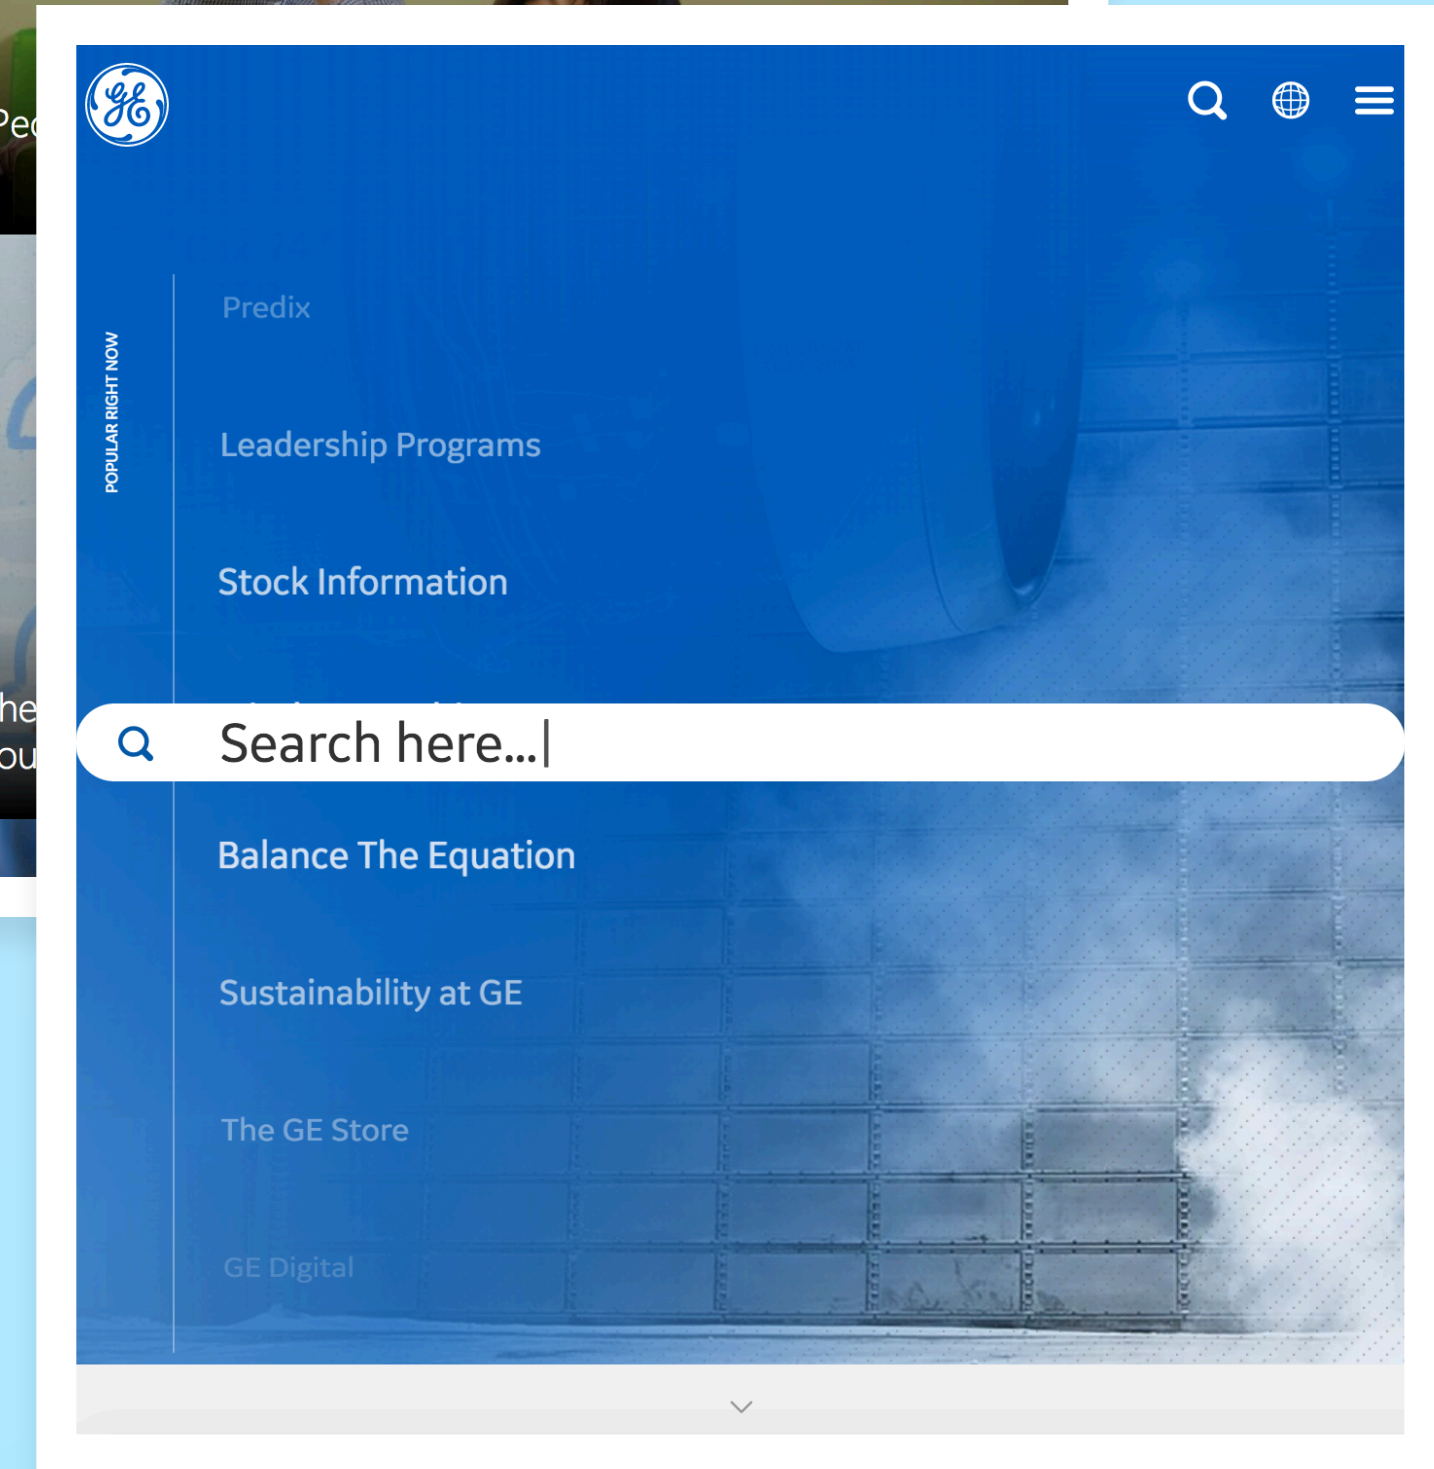 GE
POPULAR RIGHT NOW
Predix
Leadership Programs
Stock Information
Search here...
Balance The Equation
Sustainability at GE
The GE Store
GE Digital